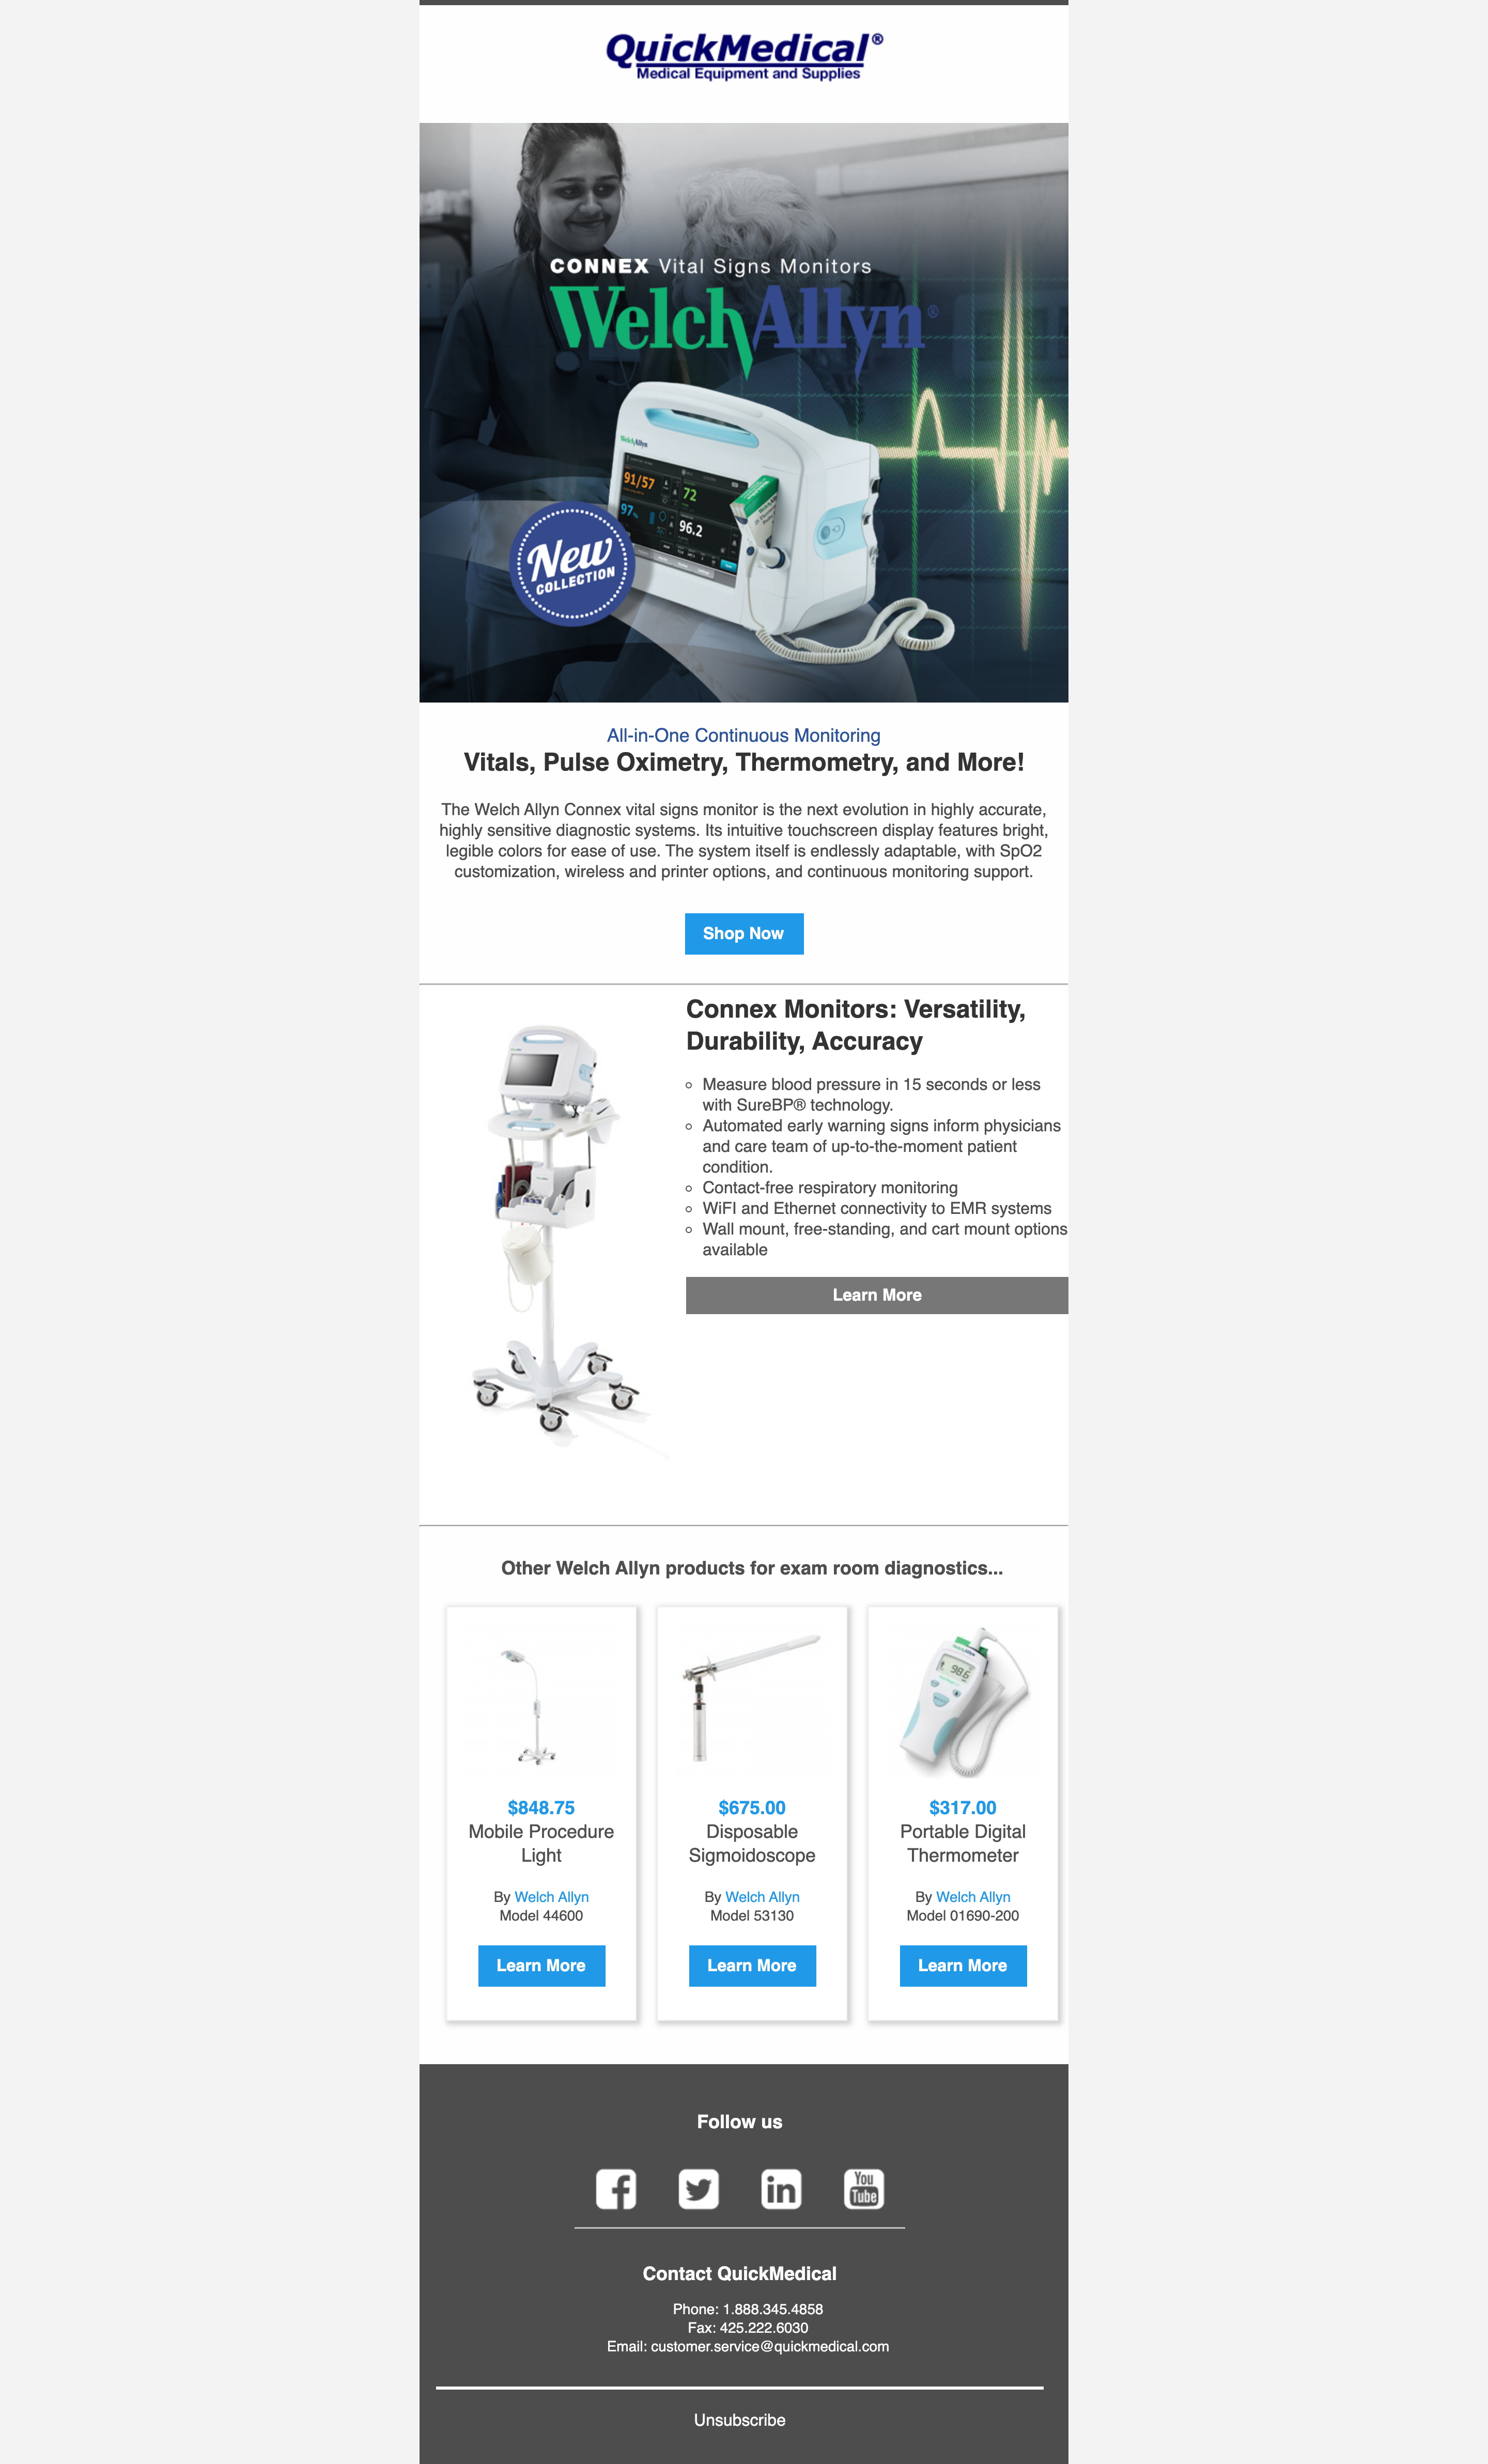 QuickMedical®
Medical Equipment and Supplies
CONNEX Vital Signs Monitors
WelchAllyn®
WelchAllyn
91/57
72
97%
96.2
New
COLLECTION
All-in-One Continuous Monitoring
Vitals, Pulse Oximetry, Thermometry, and More!
The Welch Allyn Connex vital signs monitor is the next evolution in highly accurate,
highly sensitive diagnostic systems. Its intuitive touchscreen display features bright,
legible colors for ease of use. The system itself is endlessly adaptable, with SpO2
customization, wireless and printer options, and continuous monitoring support.
Shop Now
Connex Monitors: Versatility,
Durability, Accuracy
Measure blood pressure in 15 seconds or less
with SureBP® technology.
Automated early warning signs inform physicians
and care team of up-to-the-moment patient
condition.
Contact-free respiratory monitoring
WiFI and Ethernet connectivity to EMR systems
Wall mount, free-standing, and cart mount options
available
Learn More
Other Welch Allyn products for exam room diagnostics...
98.6
$848.75
Mobile Procedure
Light
By Welch Allyn
Model 44600
Learn More
$675.00
Disposable
Sigmoidoscope
By Welch Allyn
Model 53130
Learn More
$317.00
Portable Digital
Thermometer
By Welch Allyn
Model 01690-200
Learn More
Follow us
You
Tube
Contact QuickMedical
Phone: 1.888.345.4858
Fax: 425.222.6030
Email: customer.service@quickmedical.com
Unsubscribe